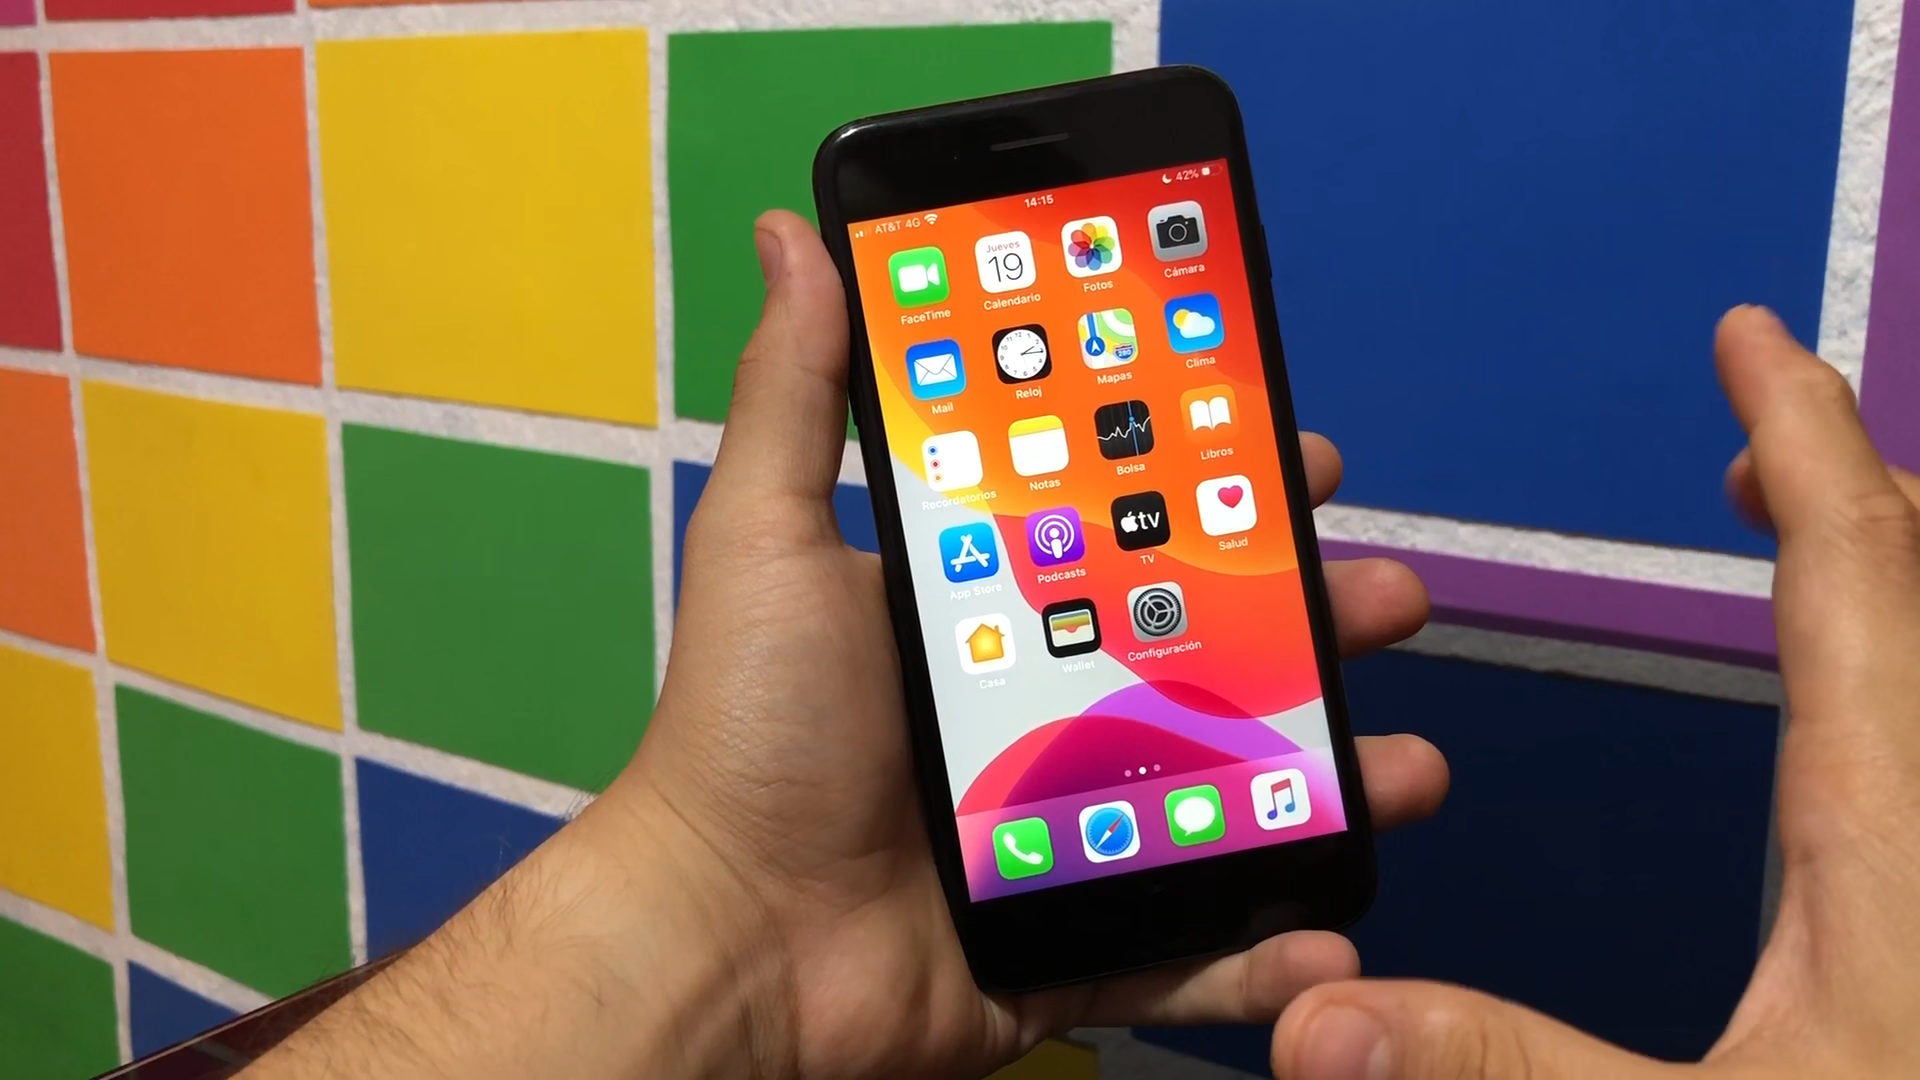 AT&T 4G 14:15 42%
FaceTime
Jueves
19
Calendario
Fotos
Cámara
Mail
Reloj
280
Mapas
Clima
Recordatorios
Notas
Bolsa
Libros
App Store
Podcasts
tv
TV
Salud
Casa
Wallet
Configuración